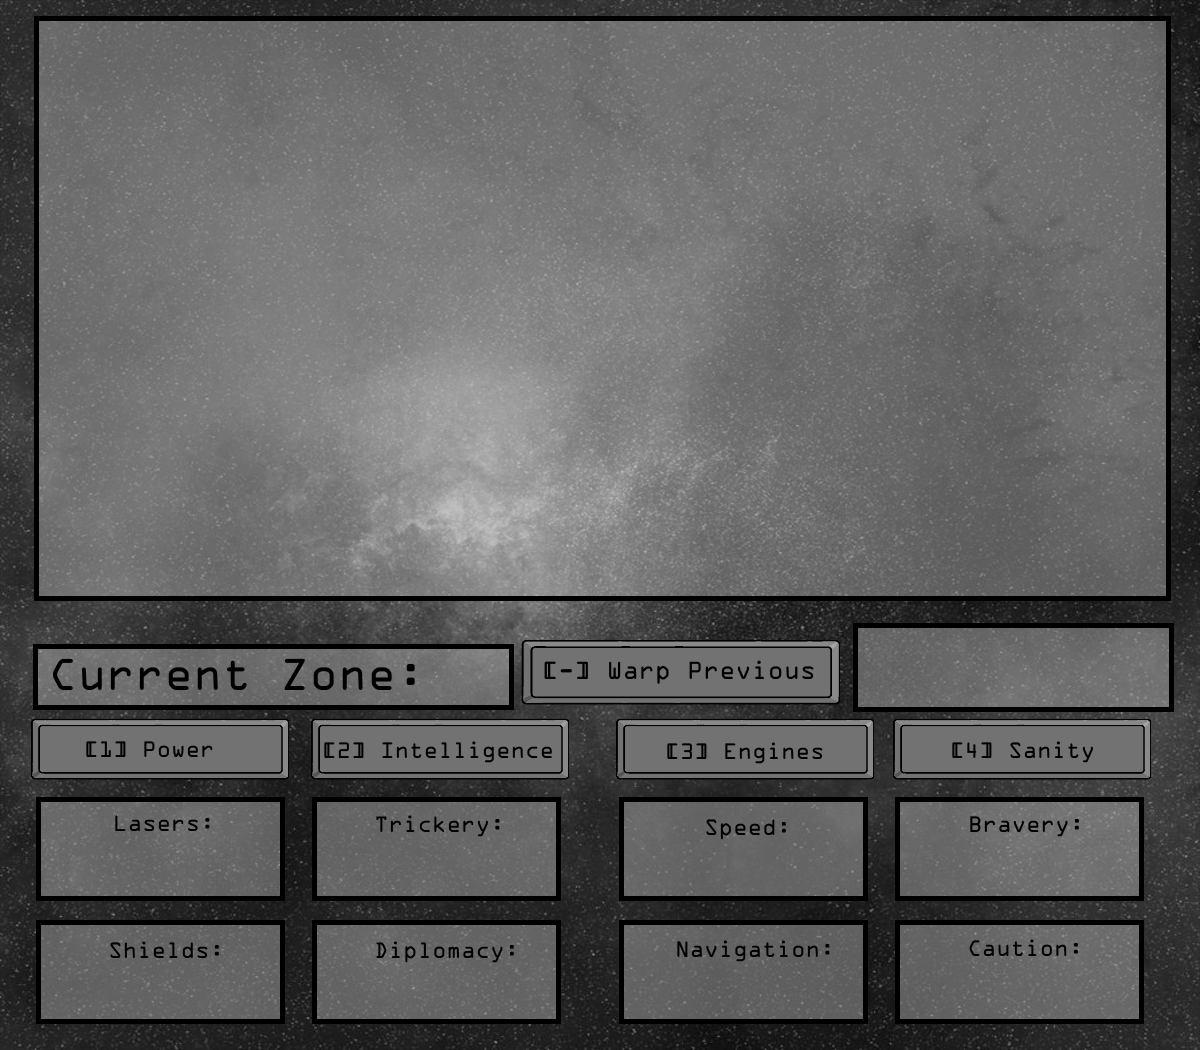 Current Zone:
[-] Warp Previous
[1] Power
[2] Intelligence
[3] Engines
[4] Sanity
Lasers:
Trickery:
Speed:
Bravery:
Shields:
Diplomacy:
Navigation:
Caution: